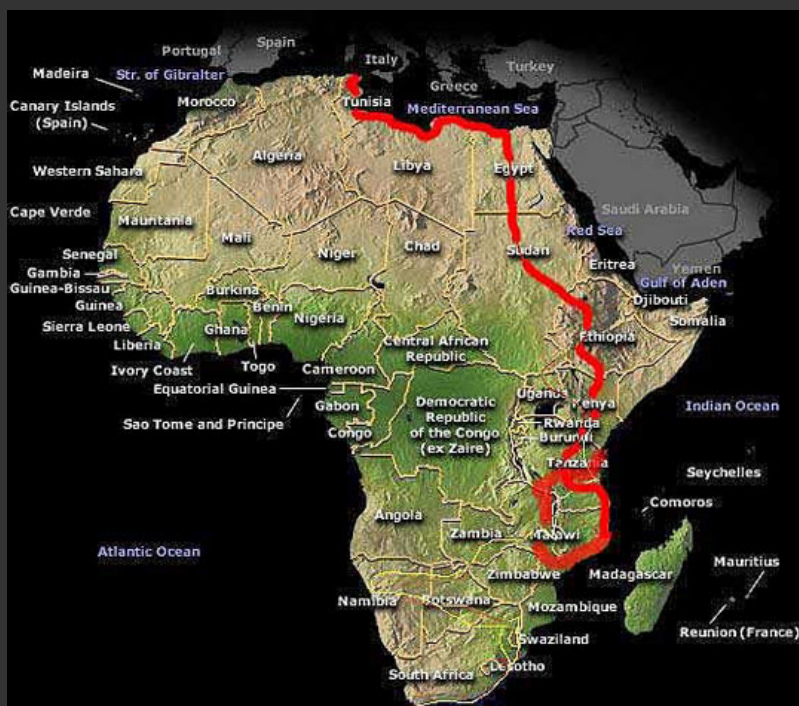 Portugal
Spain
Italy
Turkey
Greece
Madeira
Str. of Gibralter
Canary Islands
(Spain)
Morocco
Tunisia
Mediterranean Sea
Algeria
Libya
Egypt
Western Sahara
Saudi Arabia
Cape Verde
Mauntania
Mali
Niger
Chad
Sudan
Red Sea
Eritrea
Yemen
Gulf of Aden
Senegal
Gambia
Guinea-Bissau
Guinea
Sierra Leone
Liberia
Burkina
Benin
Nigeria
Ghana
Togo
Ivory Coast
Djibouti
Somalia
Ethiopia
Central African
Republic
Cameroon
Equatorial Guinea
Gabon
Congo
Sao Tome and Principe
Democratic
Republic
of the Congo
(ex Zaire)
Uganda
Kenya
Rwanda
Burundi
Tanzania
Indian Ocean
Seychelles
Comoros
Angola
Zambia
Malawi
Atlantic Ocean
Zimbabwe
Madagascar
Mauritius
Namibia
Botswana
Mozambique
Reunion (France)
Swaziland
Lesotho
South Africa